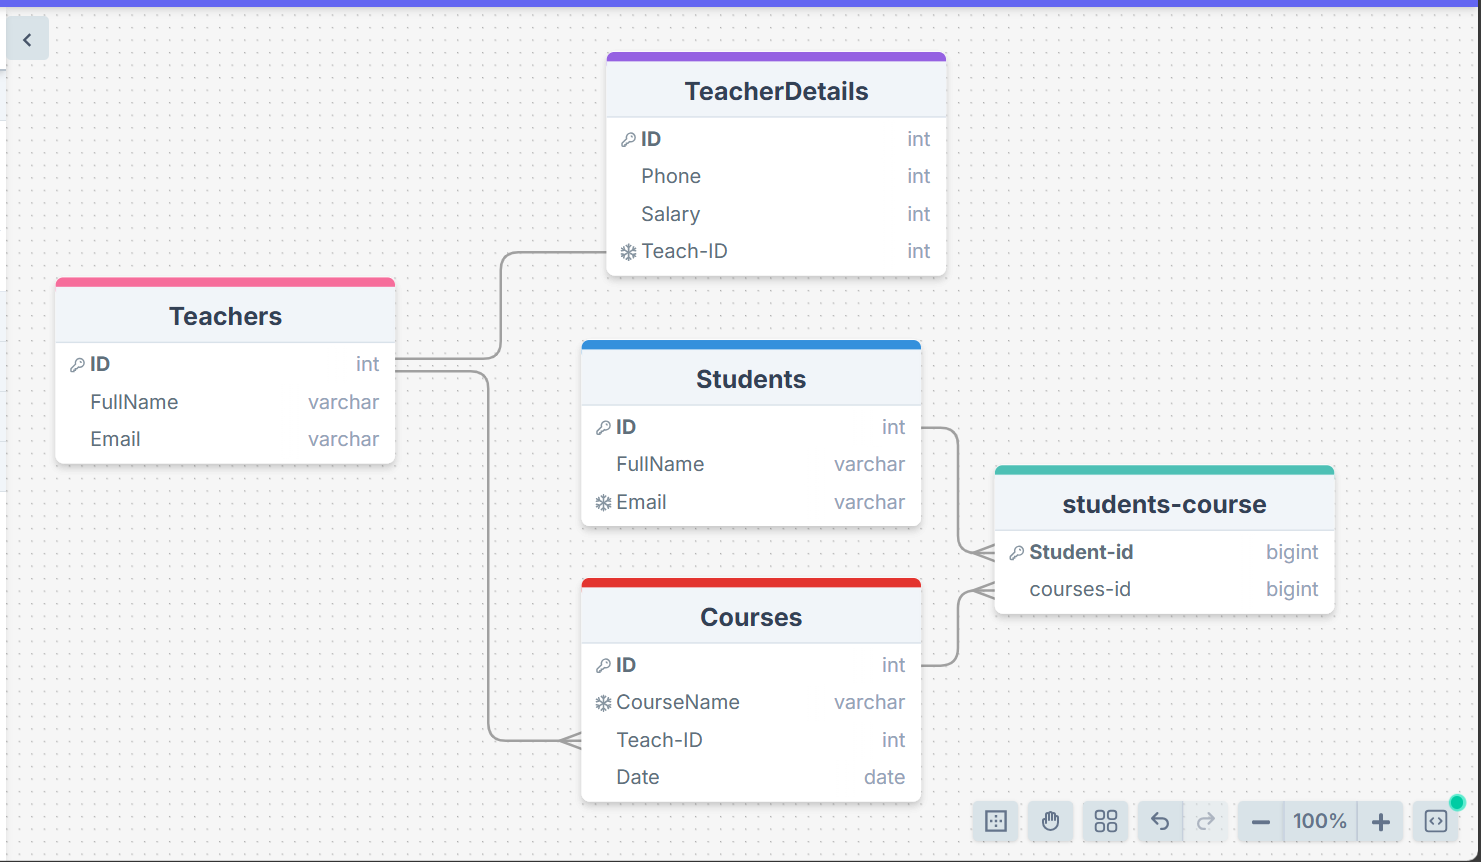 TeacherDetails
ID int
Phone int
Salary int
Teach-ID int
Teachers
ID int
FullName varchar
Email varchar
Students
ID int
FullName varchar
Email varchar
students-course
Student-id bigint
courses-id bigint
Courses
ID int
CourseName varchar
Teach-ID int
Date date
100%